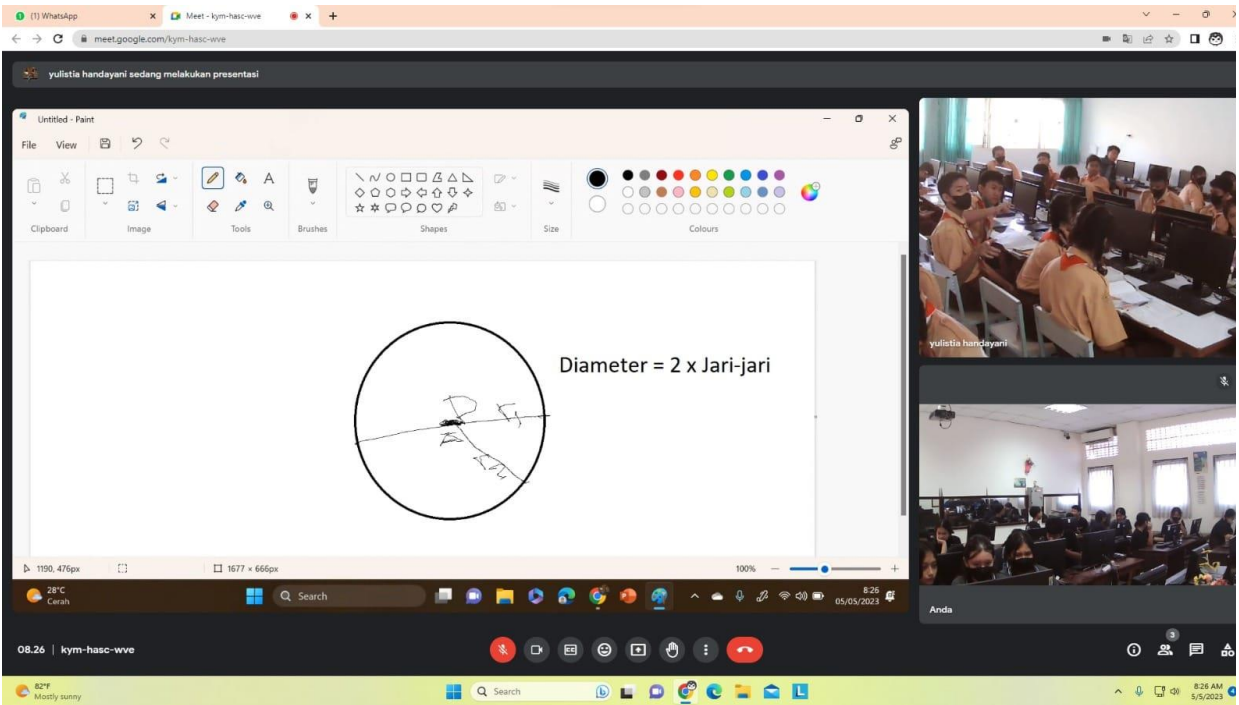 (1) WhatsApp
Meet - kym-hasc-wve
meet.google.com/kym-hasc-wve
yulistia handayani sedang melakukan presentasi
Untitled - Paint
File View
Clipboard Image Tools Brushes Shapes Size Colours
Diameter = 2 x Jari-jari
D
yulistia handayani
Anda
1190, 476px 1677 × 666px 100%
28°C
Cerah
Search
8:26
05/05/2023
08.26 | kym-hasc-wve
3
82°F
Mostly sunny
Search
8:26 AM
5/5/2023